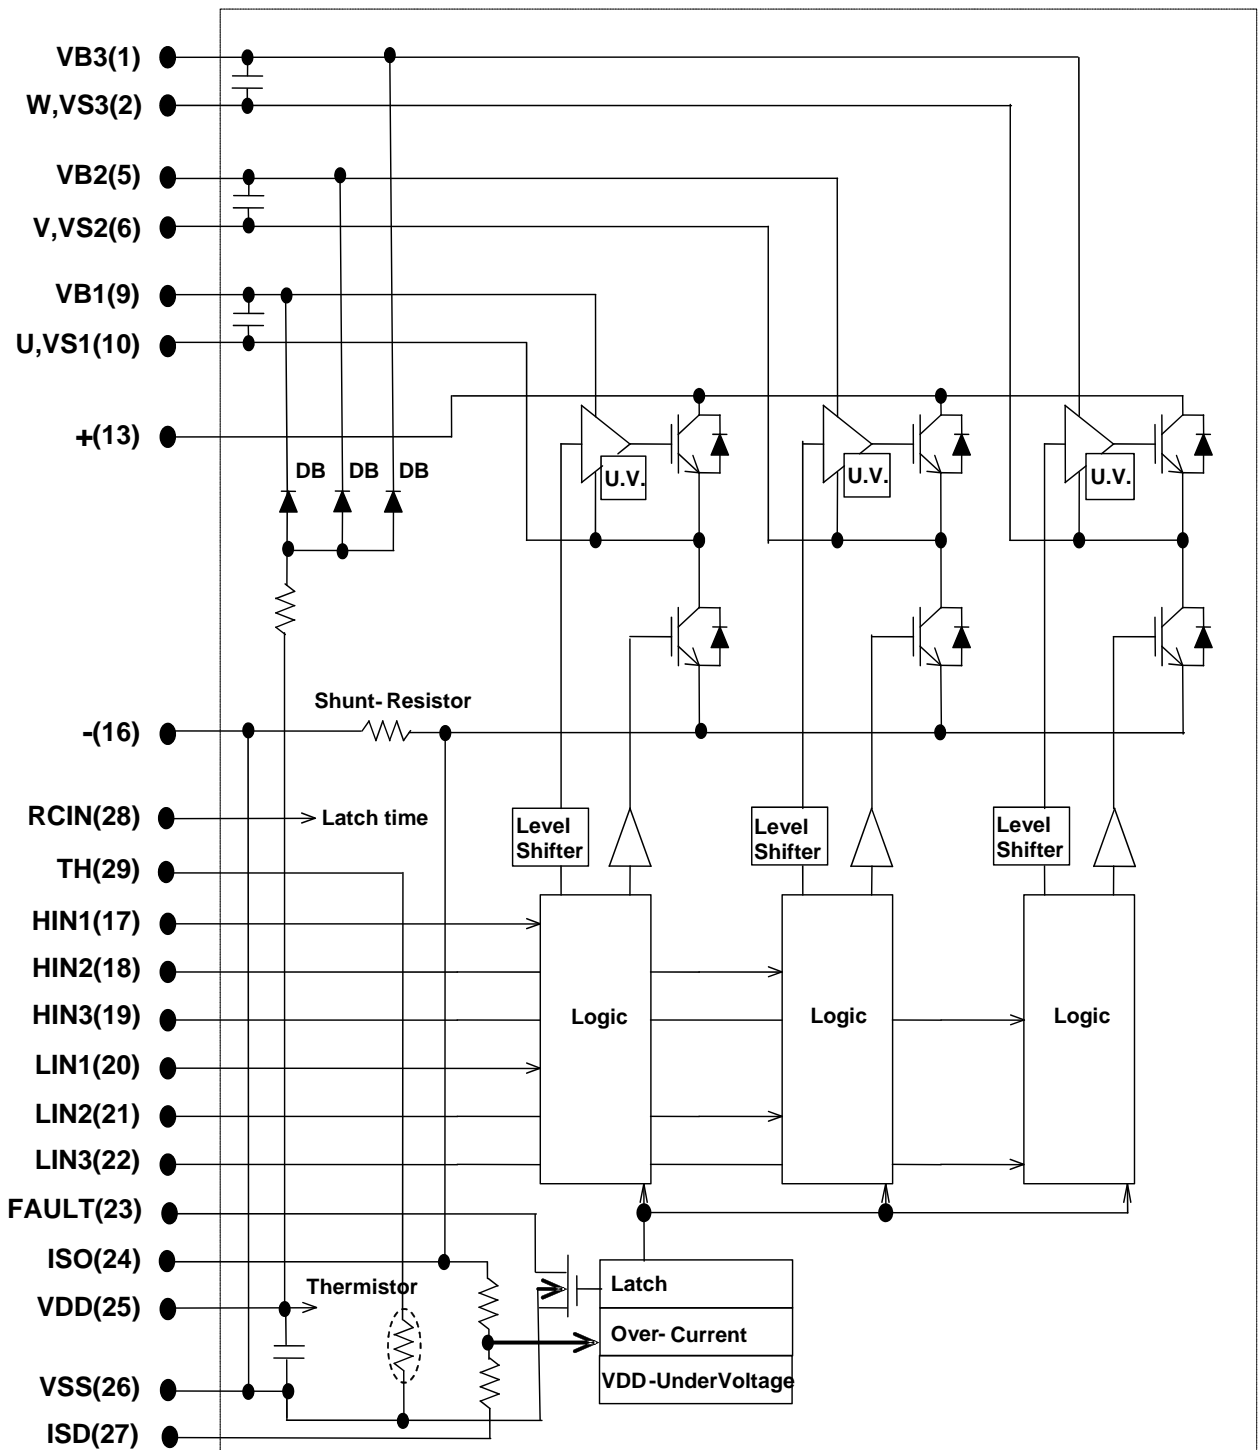 VB3(1)
W,VS3(2)
VB2(5)
V,VS2(6)
VB1(9)
U,VS1(10)
+(13)
DB DB DB
U.V. U.V. U.V.
Shunt-Resistor
-(16)
RCIN(28)
Latch time
Level
Shifter
Level
Shifter
Level
Shifter
TH(29)
HIN1(17)
HIN2(18)
HIN3(19)
Logic Logic Logic
LIN1(20)
LIN2(21)
LIN3(22)
FAULT(23)
ISO(24)
Thermistor
Latch
VDD(25)
Over-Current
VSS(26)
VDD-UnderVoltage
ISD(27)